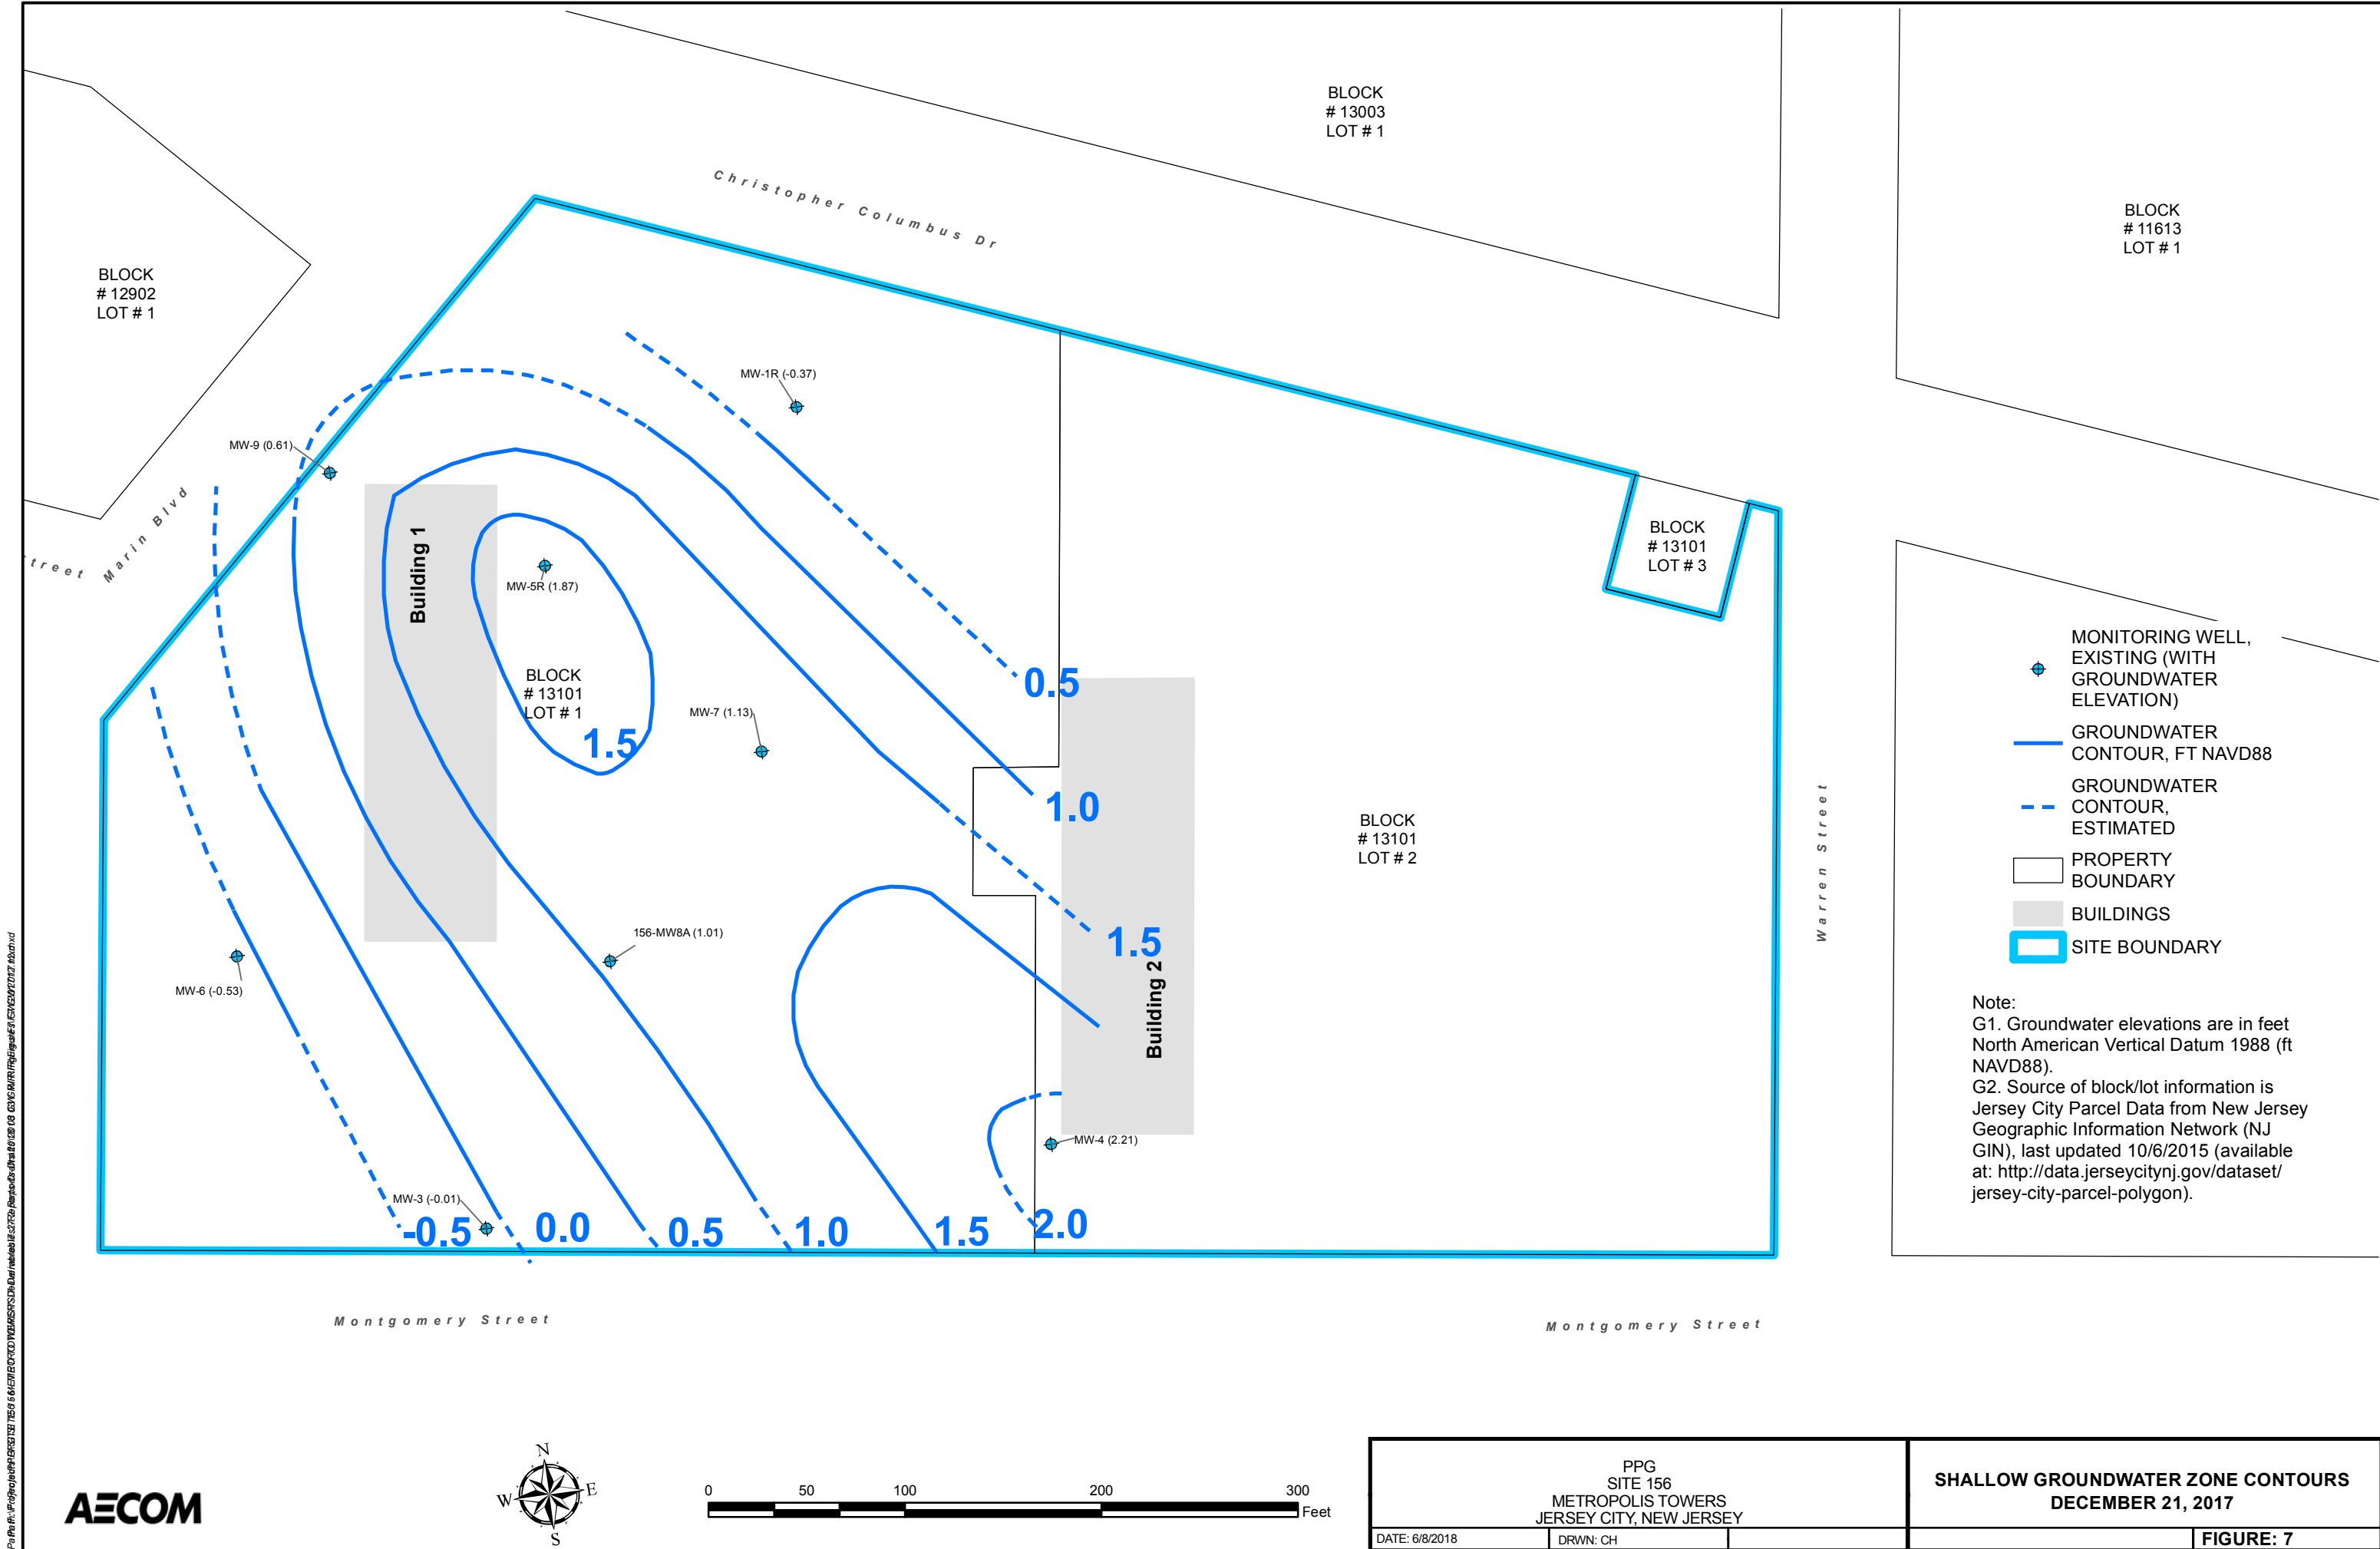 BLOCK
# 13003
LOT # 1
Christopher Columbus Dr
BLOCK
# 11613
LOT # 1
BLOCK
# 12902
LOT # 1
MW-1R (-0.37)
MW-9 (0.61)
treet
Marin Blvd
Building 1
MW-5R (1.87)
BLOCK
# 13101
LOT # 3
BLOCK
# 13101
LOT # 1
1.5
MW-7 (1.13)
0.5
1.0
1.5
BLOCK
# 13101
LOT # 2
Warren Street
Building 2
156-MW8A (1.01)
MW-6 (-0.53)
MW-4 (2.21)
MW-3 (-0.01)
-0.5
0.0
0.5
1.0
1.5
2.0
MONITORING WELL,
EXISTING (WITH
GROUNDWATER
ELEVATION)
GROUNDWATER
CONTOUR, FT NAVD88
GROUNDWATER
CONTOUR,
ESTIMATED
PROPERTY
BOUNDARY
BUILDINGS
SITE BOUNDARY
Note:
G1. Groundwater elevations are in feet
North American Vertical Datum 1988 (ft
NAVD88).
G2. Source of block/lot information is
Jersey City Parcel Data from New Jersey
Geographic Information Network (NJ
GIN), last updated 10/6/2015 (available
at: http://data.jerseycitynj.gov/dataset/
jersey-city-parcel-polygon).
Montgomery Street
Montgomery Street
AECOM
N
W
E
S
0 50 100 200 300
Feet
PPG
SITE 156
METROPOLIS TOWERS
JERSEY CITY, NEW JERSEY
DATE: 6/8/2018
DRWN: CH
SHALLOW GROUNDWATER ZONE CONTOURS
DECEMBER 21, 2017
FIGURE: 7